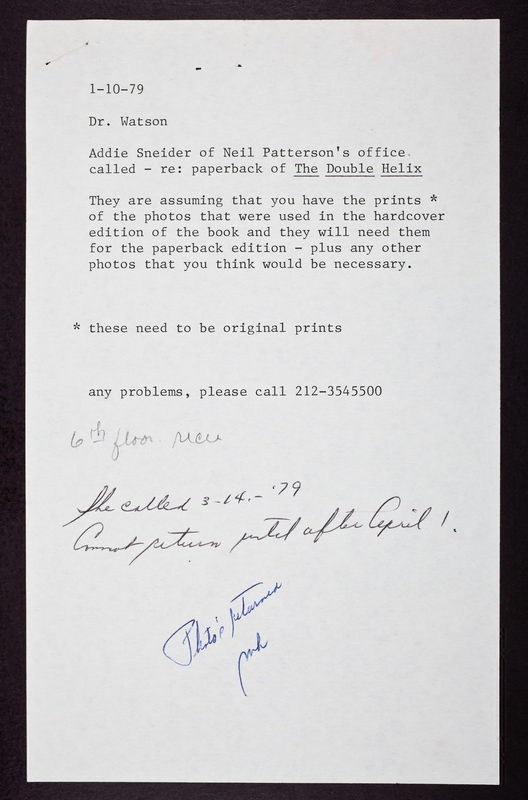 1-10-79
Dr. Watson
Addie Sneider of Neil Patterson's office
called - re: paperback of The Double Helix
They are assuming that you have the prints *
of the photos that were used in the hardcover
edition of the book and they will need them
for the paperback edition - plus any other
photos that you think would be necessary.
* these need to be original prints
any problems, please call 212-3545500
6th floor
She called 3-14.-'79
Cannot return until after April 1.
Photo's returned
mh